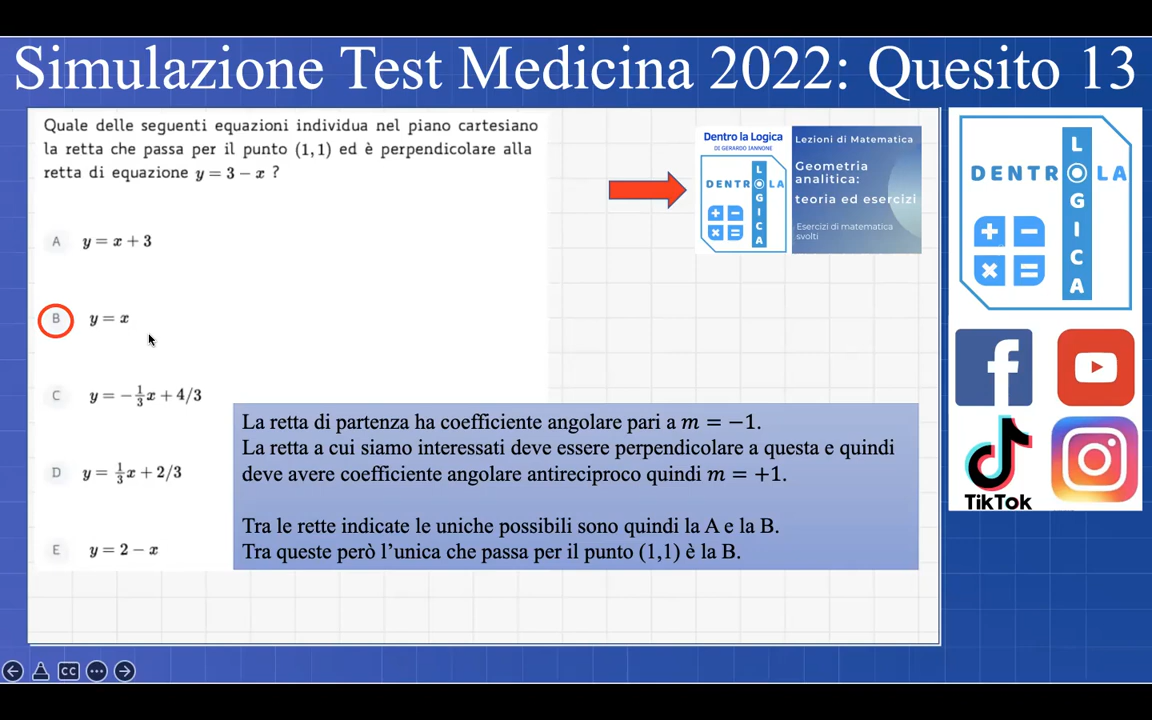 Simulazione Test Medicina 2022: Quesito 13
Quale delle seguenti equazioni individua nel piano cartesiano
la retta che passa per il punto (1,1) ed è perpendicolare alla
retta di equazione y = 3 − x ?
A y = x + 3
B y = x
C y = −1/3x + 4/3
D y = 1/3x + 2/3
E y = 2 − x
La retta di partenza ha coefficiente angolare pari a m = −1.
La retta a cui siamo interessati deve essere perpendicolare a questa e quindi
deve avere coefficiente angolare antireciproco quindi m = +1.
Tra le rette indicate le uniche possibili sono quindi la A e la B.
Tra queste però l’unica che passa per il punto (1,1) è la B.
Dentro la Logica
DI GERARDO IANNONE
DENTRO LA
LOGICA
Lezioni di Matematica
Geometria
analitica:
teoria ed esercizi
Esercizi di matematica
svolti
DENTRO LA
LOGICA
f
TikTok
CC